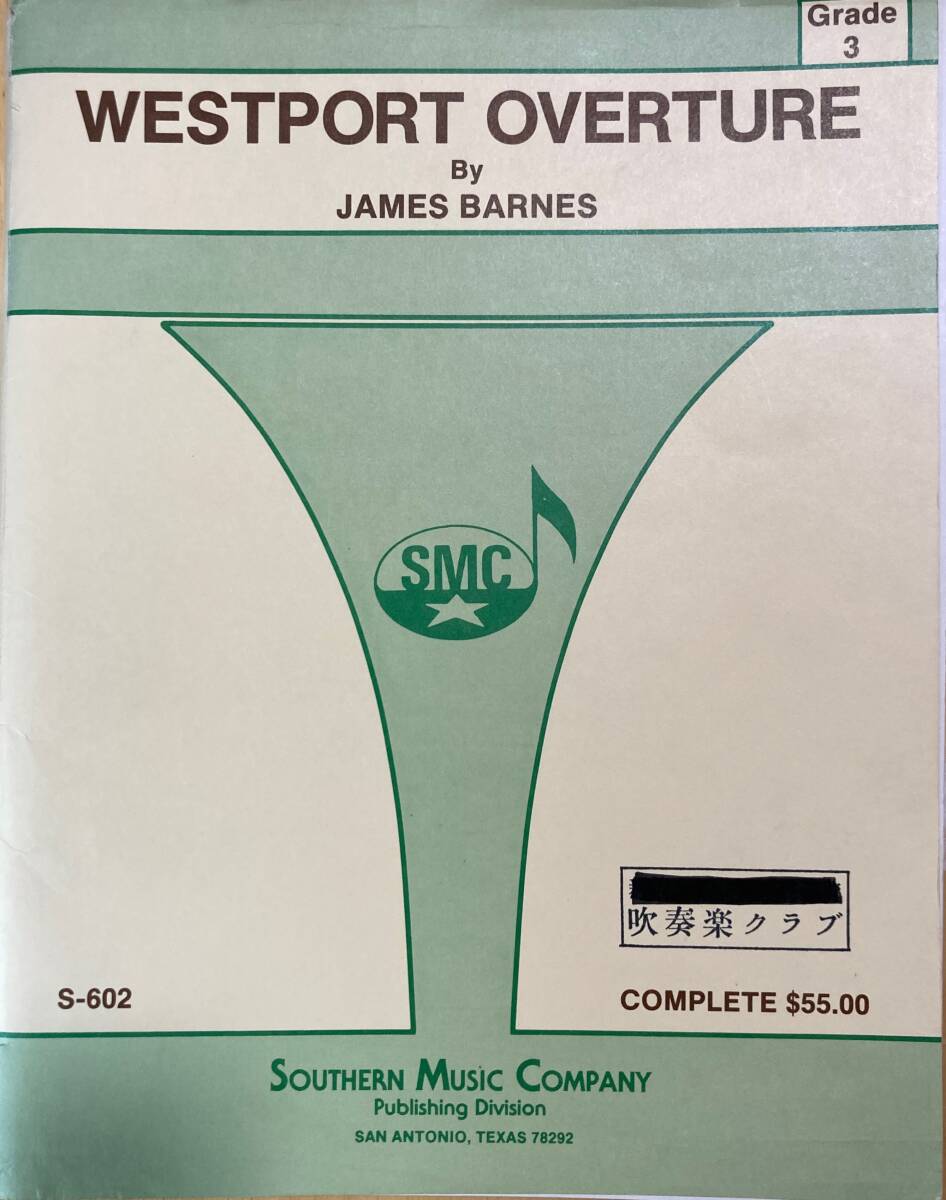 Grade
3
WESTPORT OVERTURE
By
JAMES BARNES
SMC
吹奏楽クラブ
S-602
COMPLETE $55.00
SOUTHERN MUSIC COMPANY
Publishing Division
SAN ANTONIO, TEXAS 78292